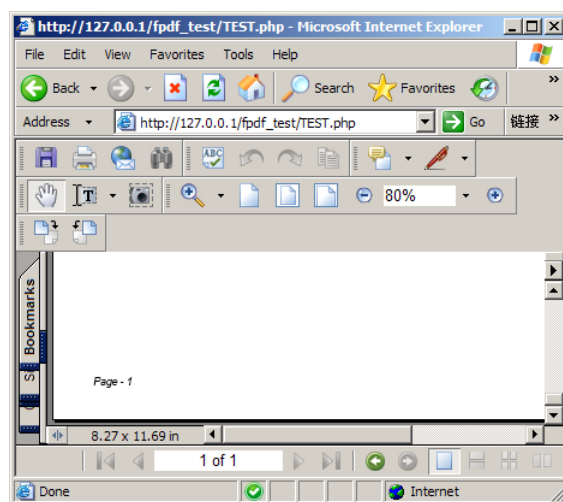 http://127.0.0.1/fpdf_test/TEST.php - Microsoft Internet Explorer
File Edit View Favorites Tools Help
Back Search Favorites »
Address http://127.0.0.1/fpdf_test/TEST.php Go 链接 »
ABC
T 80%
Bookmarks
Page - 1
8.27 x 11.69 in
1 of 1
Done Internet